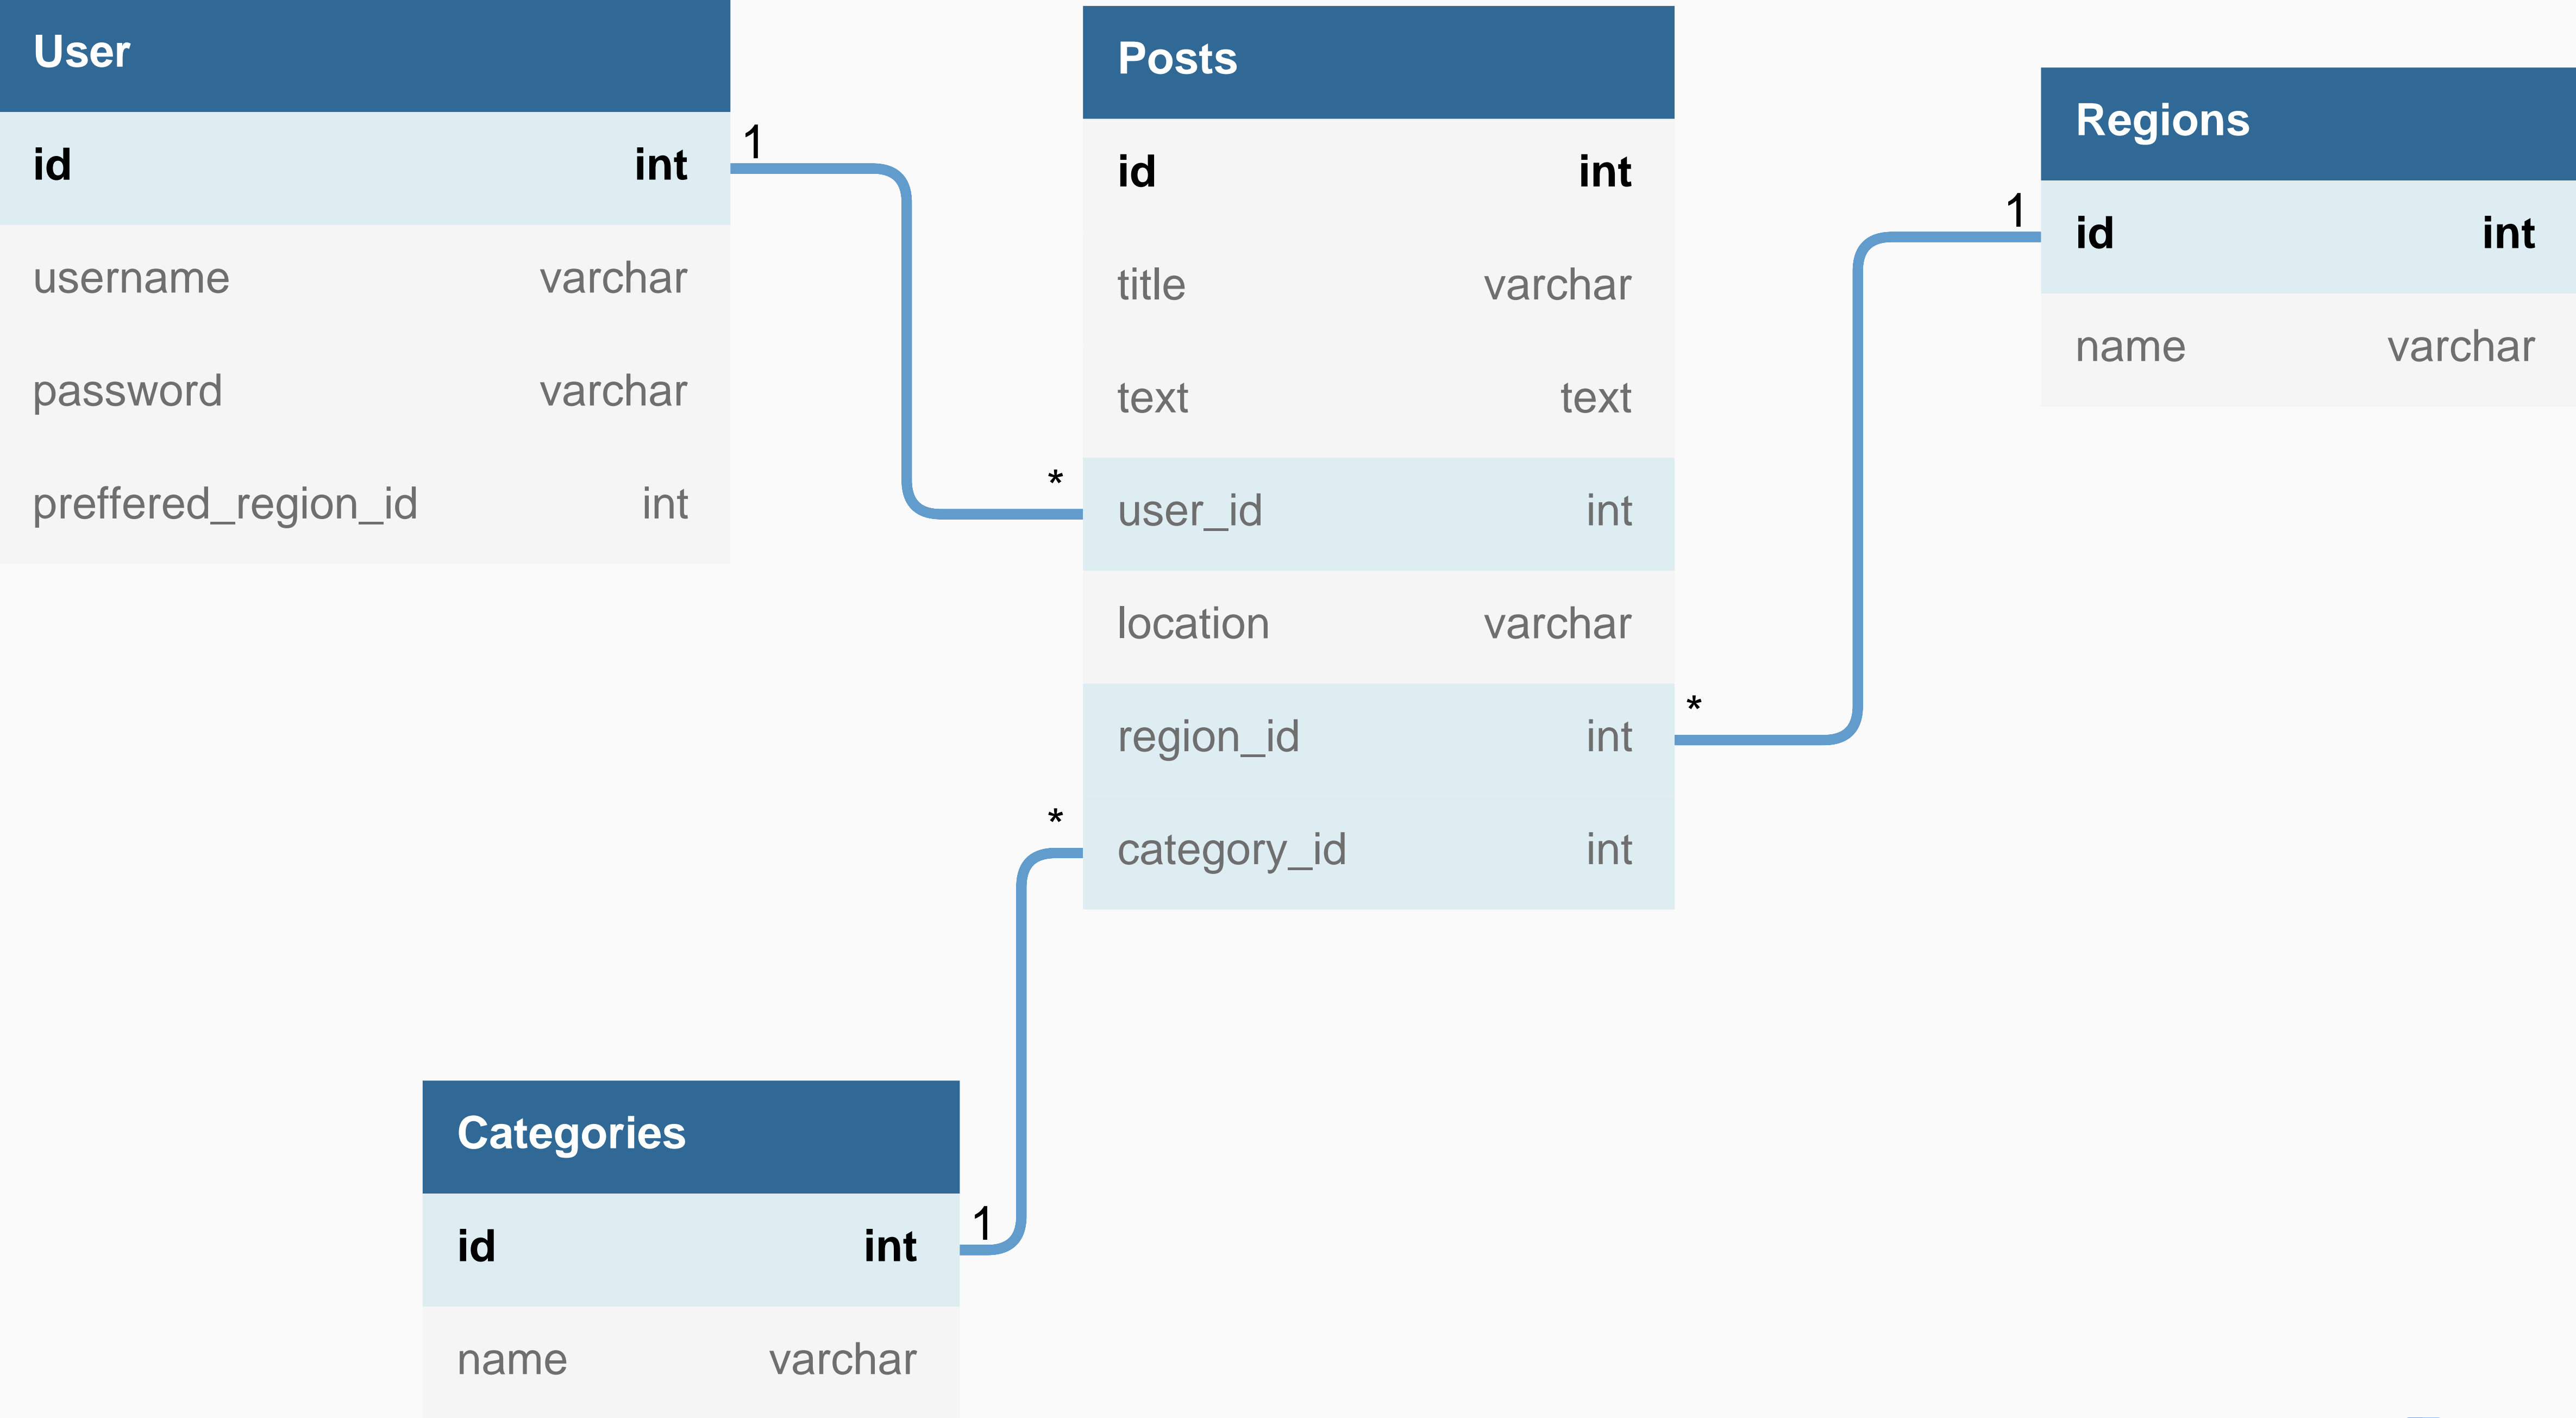 User
id int
username varchar
password varchar
preffered_region_id int
1
*
Posts
id int
title varchar
text text
user_id int
location varchar
region_id int
category_id int
*
*
1
Regions
id int
name varchar
Categories
id int
name varchar
1